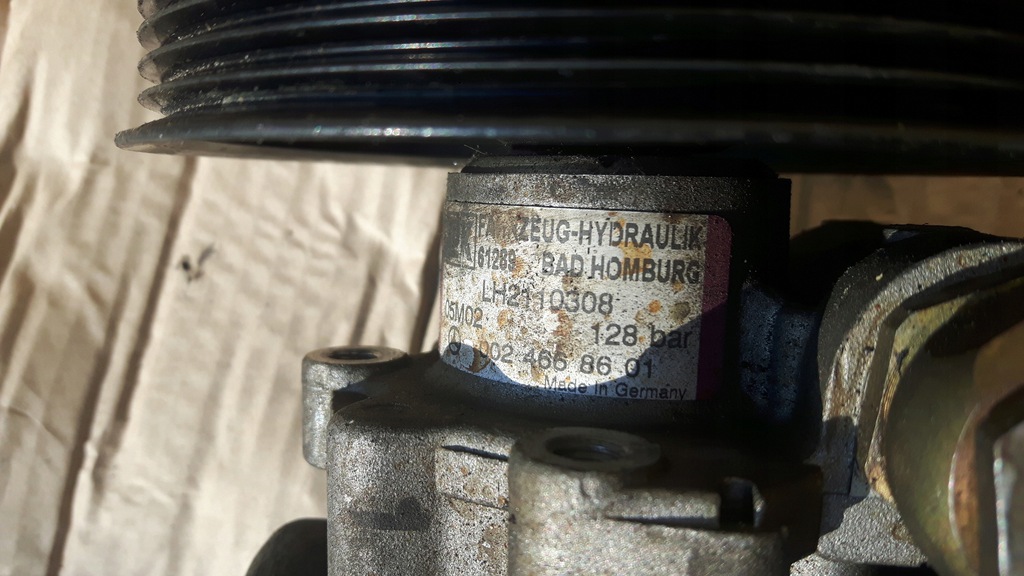 FAHRZEUG-HYDRAULIK
61289 BAD HOMBURG
LH2110308
05M02 128 bar
002 466 86 01
Made in Germany